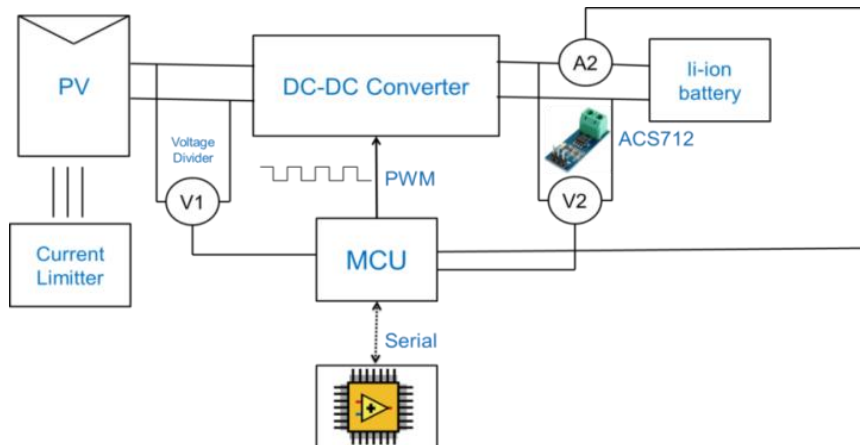 PV
DC-DC Converter
A2
li-ion
battery
Voltage
Divider
ACS712
V1
PWM
V2
Current
Limitter
MCU
Serial